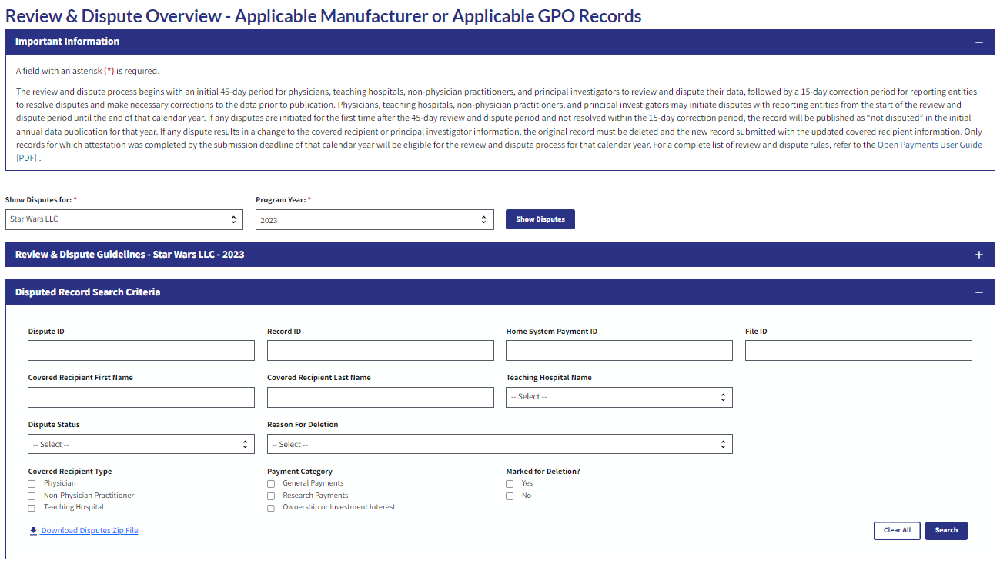 Review & Dispute Overview - Applicable Manufacturer or Applicable GPO Records
Important Information
A field with an asterisk (*) is required.
The review and dispute process begins with an initial 45-day period for physicians, teaching hospitals, non-physician practitioners, and principal investigators to review and dispute their data, followed by a 15-day correction period for reporting entities
to resolve disputes and make necessary corrections to the data prior to publication. Physicians, teaching hospitals, non-physician practitioners, and principal investigators may initiate disputes with reporting entities from the start of the review and
dispute period until the end of that calendar year. If any disputes are initiated for the first time after the 45-day review and dispute period and not resolved within the 15-day correction period, the record will be published as “not disputed” in the initial
annual data publication for that year. If any dispute results in a change to the covered recipient or principal investigator information, the original record must be deleted and the new record submitted with the updated covered recipient information. Only
records for which attestation was completed by the submission deadline of that calendar year will be eligible for the review and dispute process for that calendar year. For a complete list of review and dispute rules, refer to the Open Payments User Guide
[PDF] .
Show Disputes for: * Program Year: *
Star Wars LLC 2023 Show Disputes
Review & Dispute Guidelines - Star Wars LLC - 2023
Disputed Record Search Criteria
Dispute ID Record ID Home System Payment ID File ID
Covered Recipient First Name Covered Recipient Last Name Teaching Hospital Name
-- Select --
Dispute Status Reason For Deletion
-- Select -- -- Select --
Covered Recipient Type Payment Category Marked for Deletion?
Physician General Payments Yes
Non-Physician Practitioner Research Payments No
Teaching Hospital Ownership or Investment Interest
Download Disputes Zip File Clear All Search